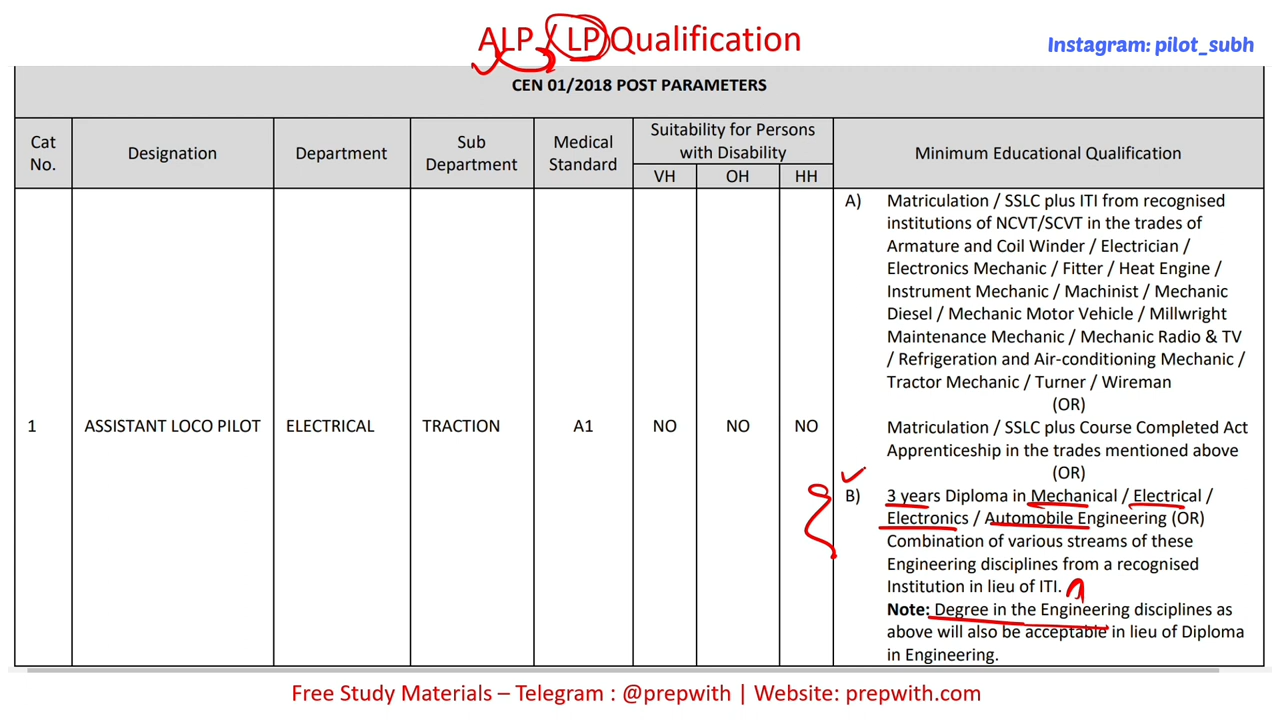 ALP / LP Qualification
Instagram: pilot_subh
CEN 01/2018 POST PARAMETERS
Cat No.
Designation
Department
Sub Department
Medical Standard
Suitability for Persons with Disability
VH
OH
HH
Minimum Educational Qualification
1
ASSISTANT LOCO PILOT
ELECTRICAL
TRACTION
A1
NO
NO
NO
A) Matriculation / SSLC plus ITI from recognised
institutions of NCVT/SCVT in the trades of
Armature and Coil Winder / Electrician /
Electronics Mechanic / Fitter / Heat Engine /
Instrument Mechanic / Machinist / Mechanic
Diesel / Mechanic Motor Vehicle / Millwright
Maintenance Mechanic / Mechanic Radio & TV
/ Refrigeration and Air-conditioning Mechanic /
Tractor Mechanic / Turner / Wireman
(OR)
Matriculation / SSLC plus Course Completed Act
Apprenticeship in the trades mentioned above
(OR)
B) 3 years Diploma in Mechanical / Electrical /
Electronics / Automobile Engineering (OR)
Combination of various streams of these
Engineering disciplines from a recognised
Institution in lieu of ITI.
Note: Degree in the Engineering disciplines as
above will also be acceptable in lieu of Diploma
in Engineering.
Free Study Materials – Telegram : @prepwith | Website: prepwith.com